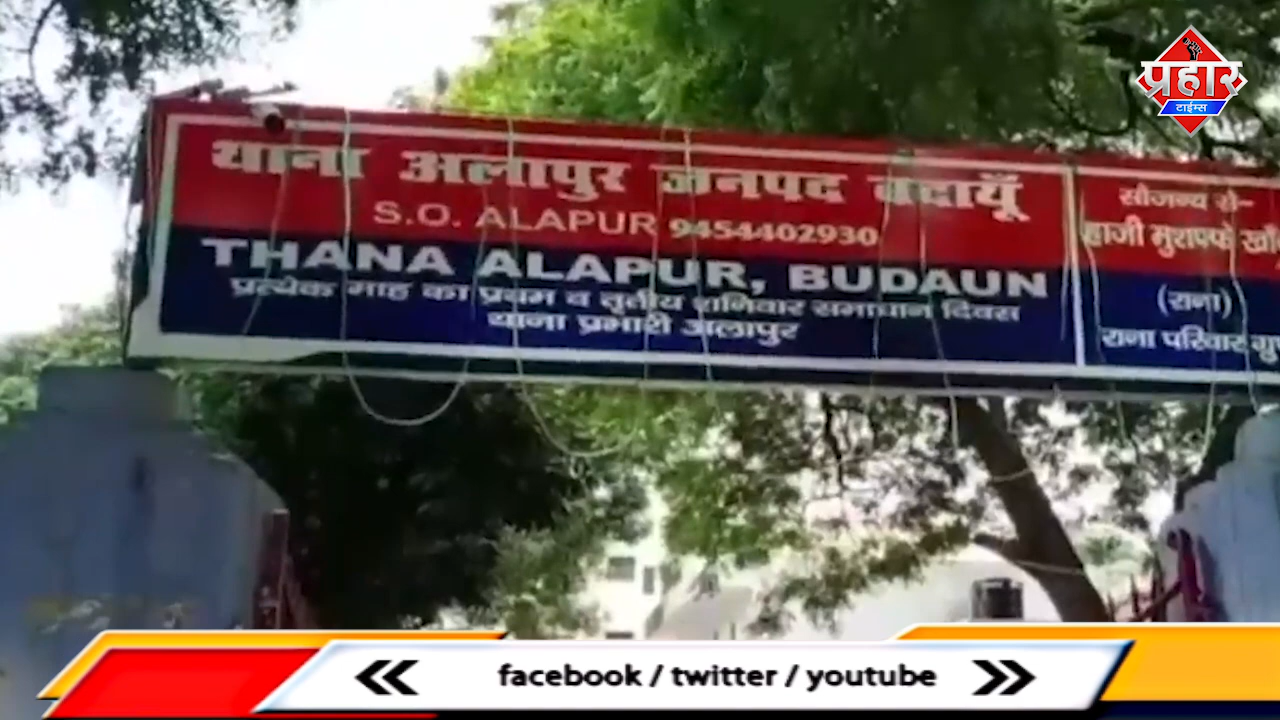 प्रहार
टाईम्स
थाना अलापुर जनपद बदायूँ
S.O. ALAPUR 9454402930
THANA ALAPUR, BUDAUN
प्रत्येक माह का प्रथम व तृतीय शनिवार समाधान दिवस
थाना प्रभारी अलापुर
सौजन्य से-
हाजी
(राना)
राना परिवार ग्रुप
facebook / twitter / youtube